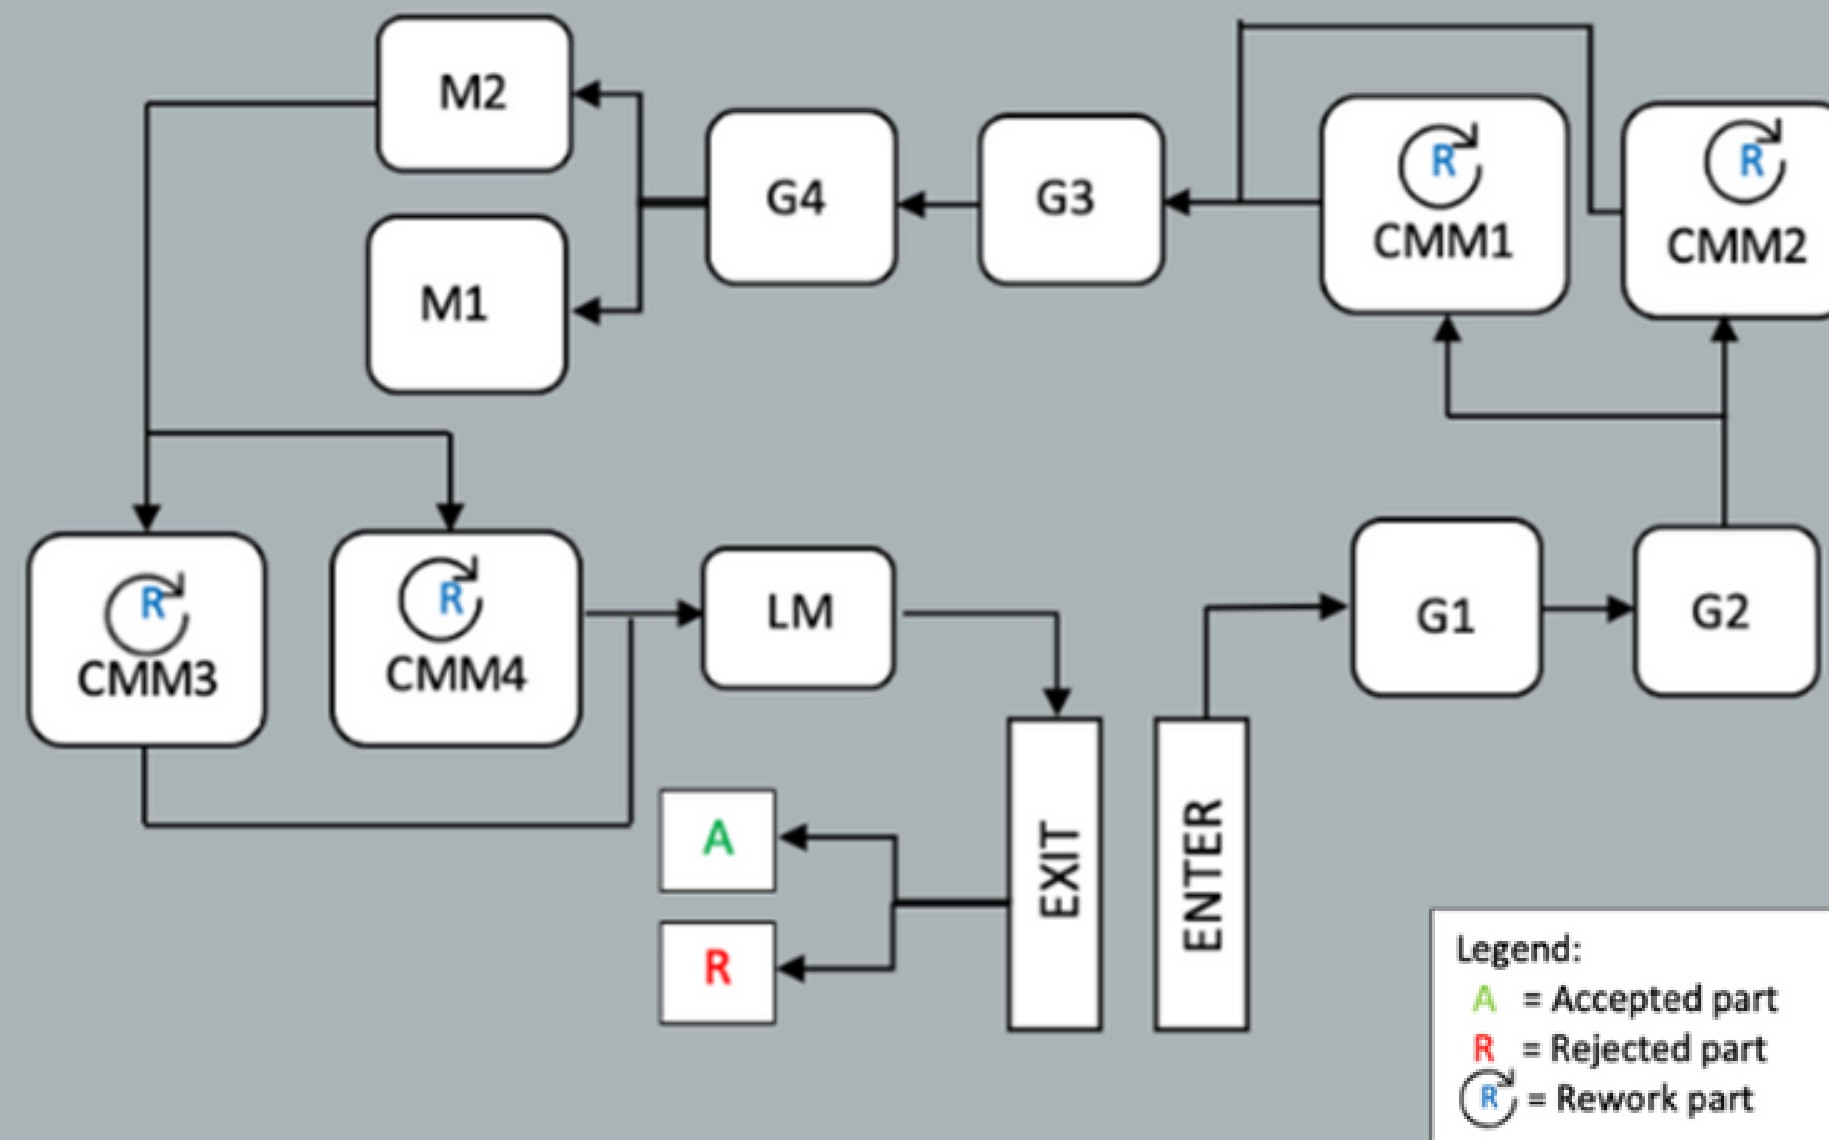 M2
G4
G3
R
CMM1
R
CMM2
M1
R
CMM3
R
CMM4
LM
G1
G2
A
R
EXIT
ENTER
Legend:
A = Accepted part
R = Rejected part
R = Rework part